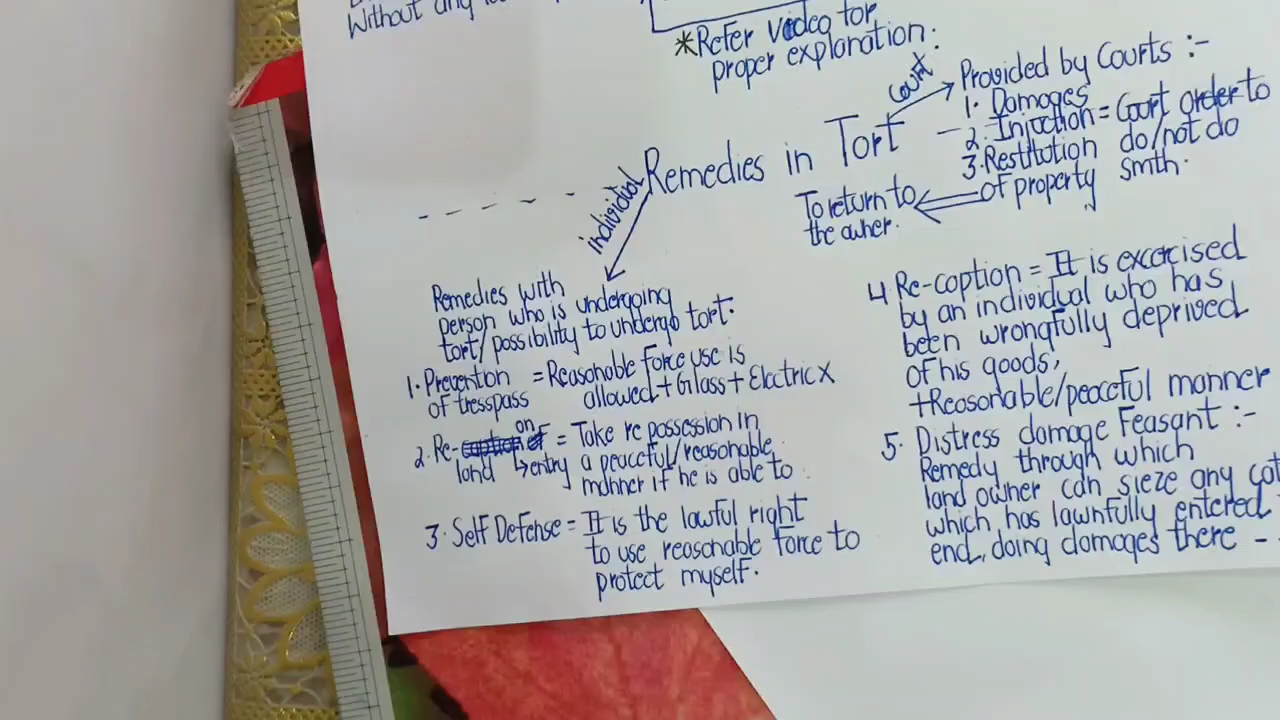 Without any
*Refer video for
proper explanation.
Remedies in Tort
Court
Provided by Courts :-
1. Damages
2. Injuction = Court order to
do/not do
smth.
3. Restitution
of property
To return to
the owner.
individual
Remedies with
person who is undergoing
tort/possibility to undergo tort.
1. Prevention = Reasonable force use is
of tresspass allowed + Glass + Electric X
2. Re- on = Take re possession in
land ↳entry a peaceful/reasonable
manner if he is able to.
3. Self Defense = It is the lawful right
to use reasonable force to
protect myself.
4 Re-caption = It is excercised
by an individual who has
been wrongfully deprived
of his goods,
+Reasonable/peaceful manner
5. Distress damage Feasant :-
Remedy through which
land owner can sieze any
which has lawnfully entered
end, doing damages there -